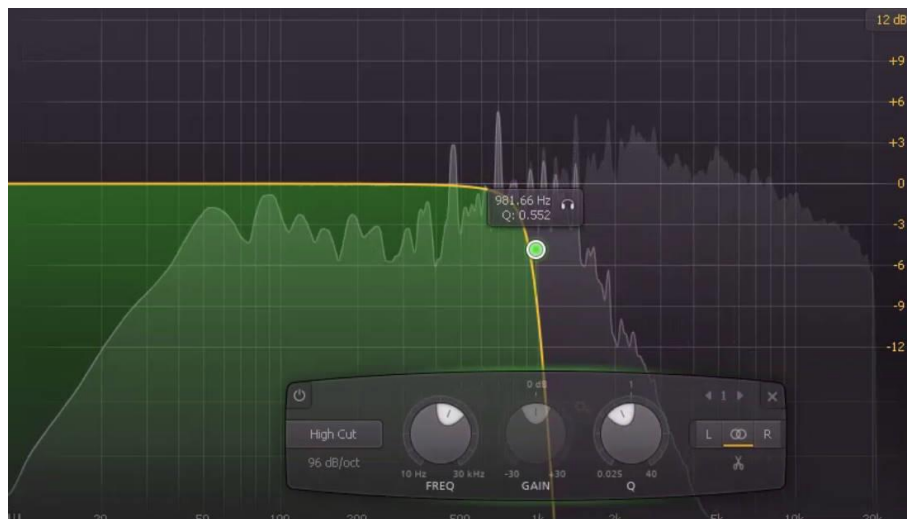 12 dB
+9
+6
+3
0
-3
-6
-9
-12
981.66 Hz
Q: 0.552
0 dB
1
1
High Cut
96 dB/oct
10 Hz
30 kHz
FREQ
-30
+30
GAIN
0.025
40
Q
L
R
20
50
100
200
500
1k
2k
5k
10k
20k